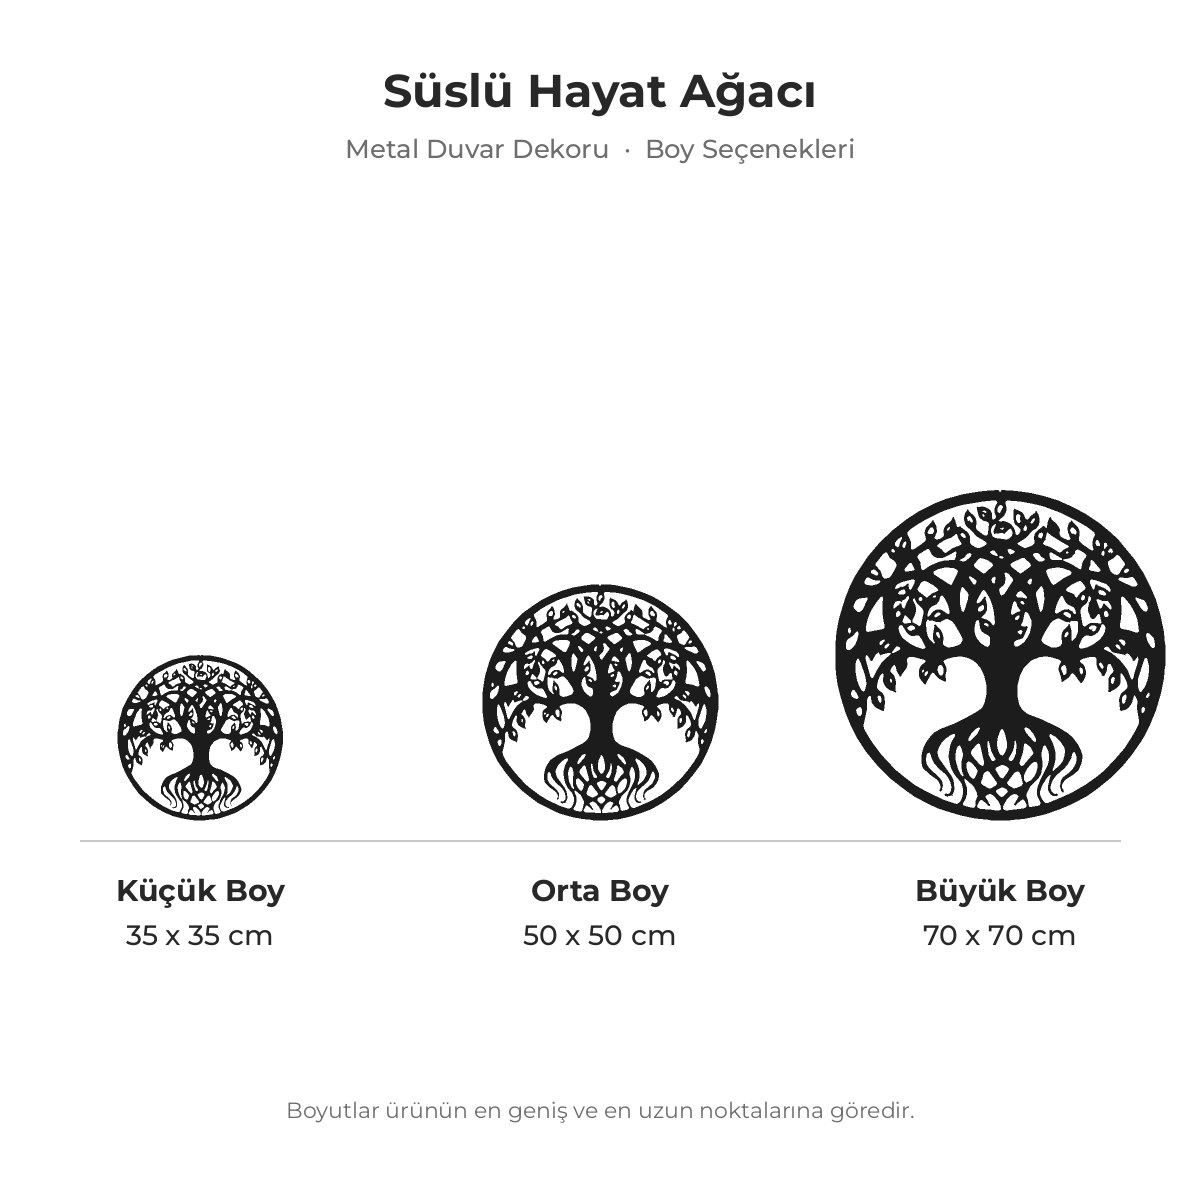 Süslü Hayat Ağacı
Metal Duvar Dekoru · Boy Seçenekleri
Küçük Boy
35 x 35 cm
Orta Boy
50 x 50 cm
Büyük Boy
70 x 70 cm
Boyutlar ürünün en geniş ve en uzun noktalarına göredir.